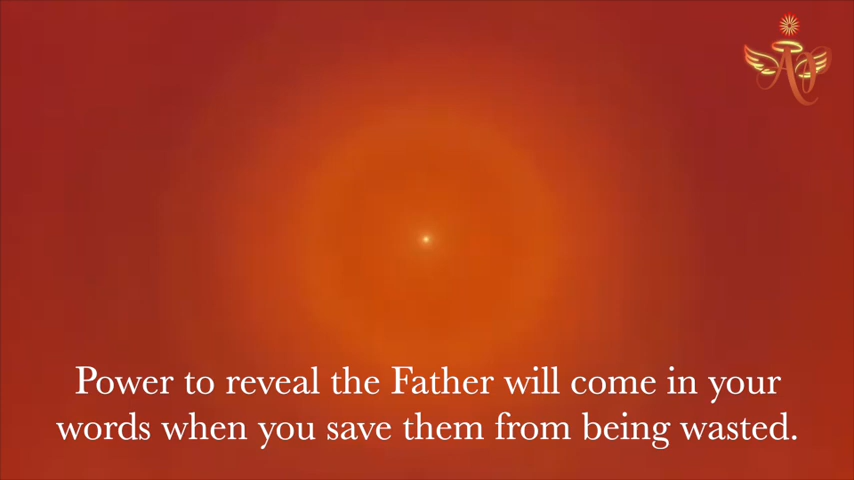 Power to reveal the Father will come in your
words when you save them from being wasted.